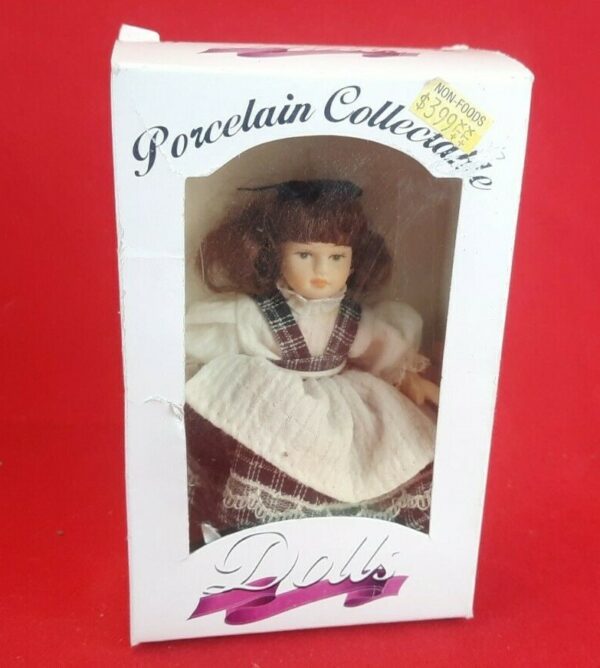 Porcelain Collectable
NON-FOODS
$3.99
Dolls